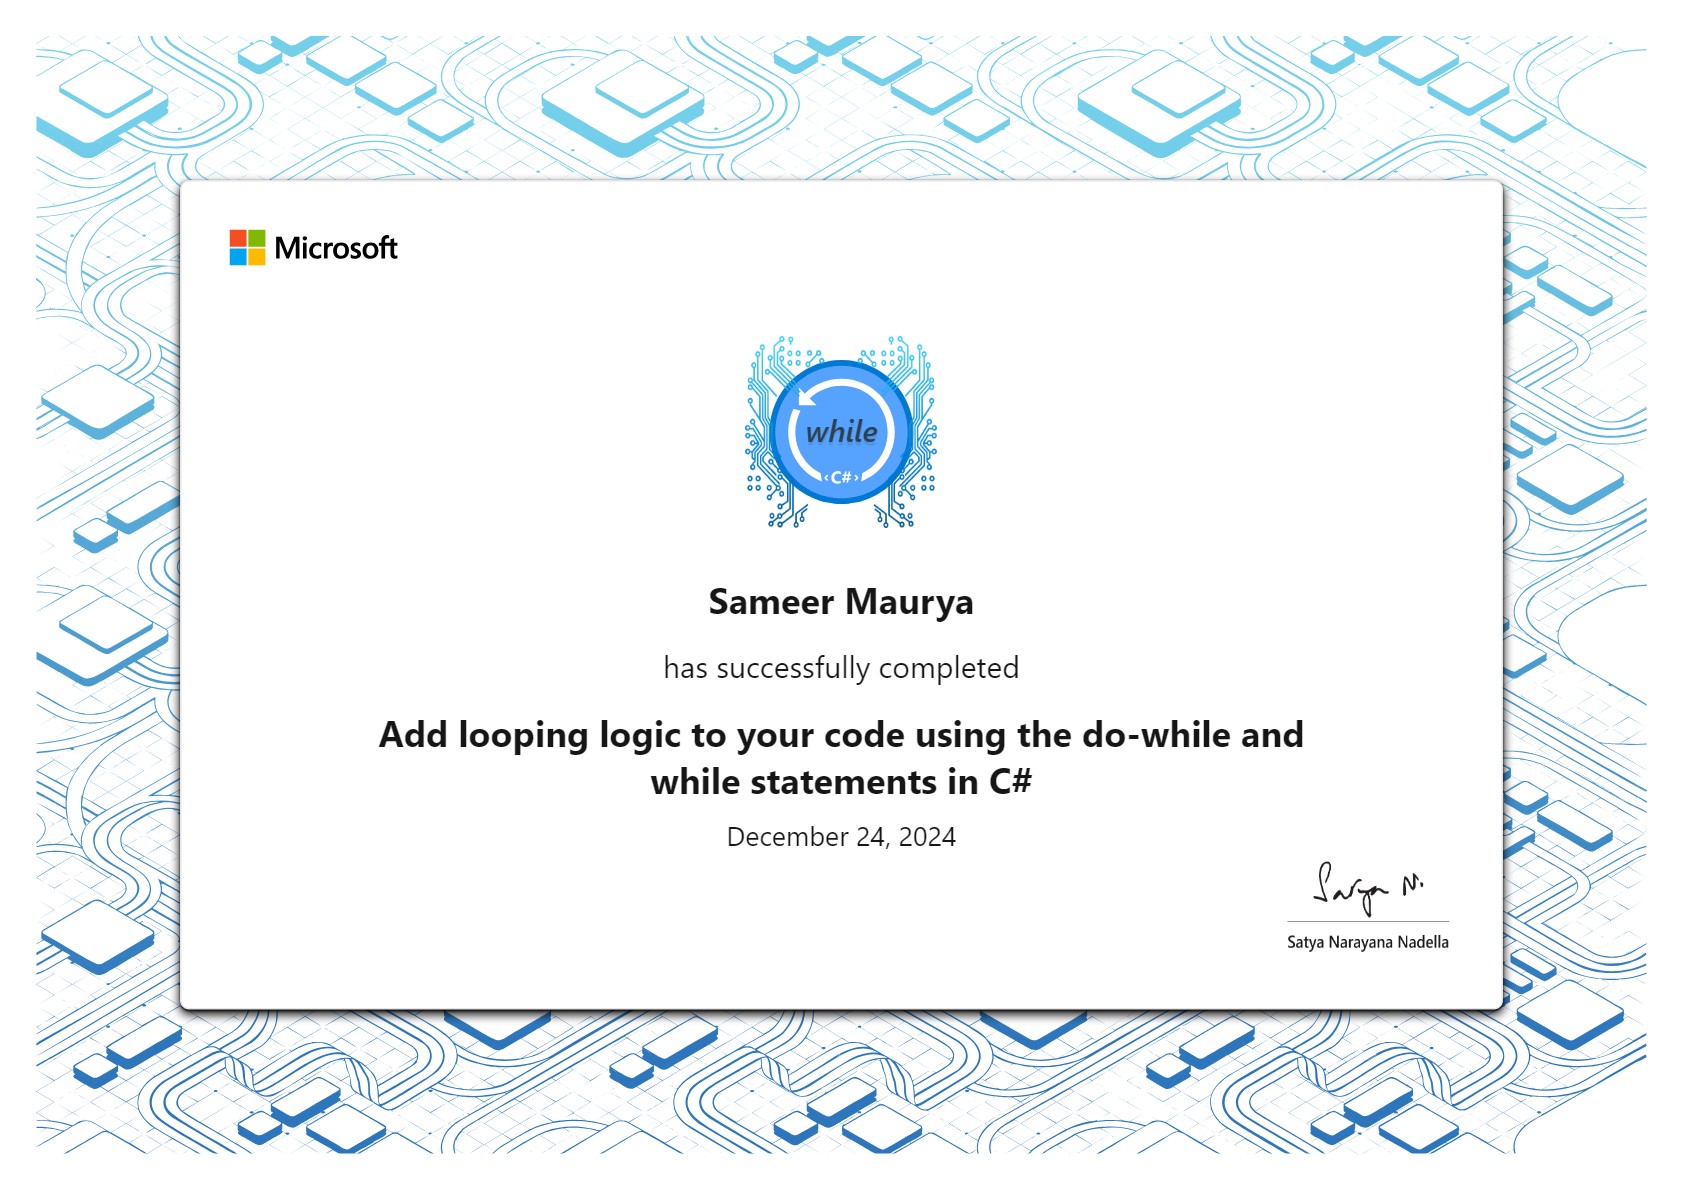 Microsoft
while
‹C#›
Sameer Maurya
has successfully completed
Add looping logic to your code using the do-while and
while statements in C#
December 24, 2024
Satya N.
Satya Narayana Nadella